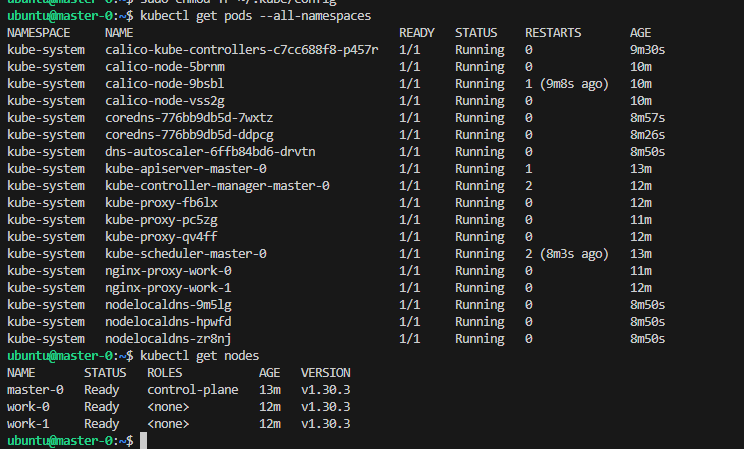 ubuntu@master-0:~$ kubectl get pods --all-namespaces
NAMESPACE NAME READY STATUS RESTARTS AGE
kube-system calico-kube-controllers-c7cc688f8-p457r 1/1 Running 0 9m30s
kube-system calico-node-5brnm 1/1 Running 0 10m
kube-system calico-node-9bsbl 1/1 Running 1 (9m8s ago) 10m
kube-system calico-node-vss2g 1/1 Running 0 10m
kube-system coredns-776bb9db5d-7wxtz 1/1 Running 0 8m57s
kube-system coredns-776bb9db5d-ddpcg 1/1 Running 0 8m26s
kube-system dns-autoscaler-6ffb84bd6-drvtn 1/1 Running 0 8m50s
kube-system kube-apiserver-master-0 1/1 Running 1 13m
kube-system kube-controller-manager-master-0 1/1 Running 2 12m
kube-system kube-proxy-fb6lx 1/1 Running 0 12m
kube-system kube-proxy-pc5zg 1/1 Running 0 11m
kube-system kube-proxy-qv4ff 1/1 Running 0 12m
kube-system kube-scheduler-master-0 1/1 Running 2 (8m3s ago) 13m
kube-system nginx-proxy-work-0 1/1 Running 0 11m
kube-system nginx-proxy-work-1 1/1 Running 0 12m
kube-system nodelocaldns-9m5lg 1/1 Running 0 8m50s
kube-system nodelocaldns-hpwfd 1/1 Running 0 8m50s
kube-system nodelocaldns-zr8nj 1/1 Running 0 8m50s
ubuntu@master-0:~$ kubectl get nodes
NAME STATUS ROLES AGE VERSION
master-0 Ready control-plane 13m v1.30.3
work-0 Ready <none> 12m v1.30.3
work-1 Ready <none> 12m v1.30.3
ubuntu@master-0:~$